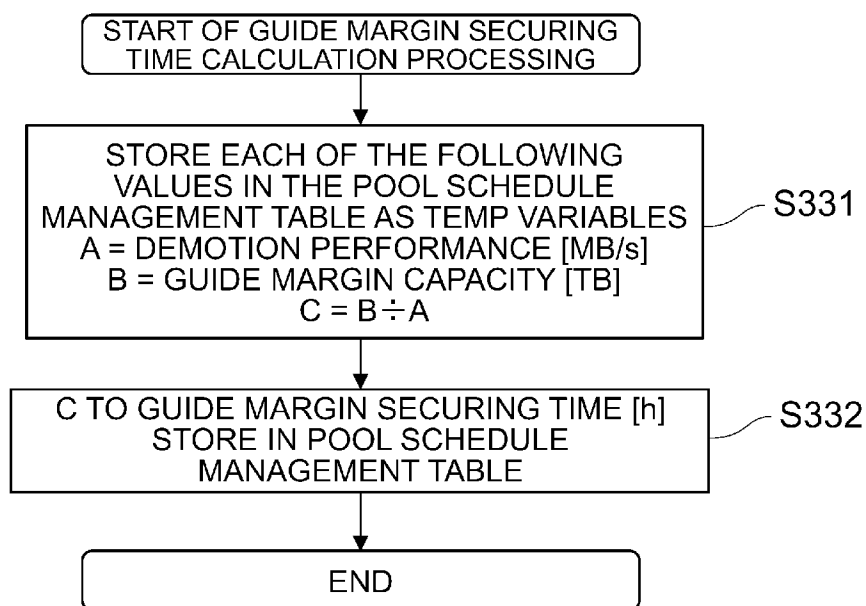 START OF GUIDE MARGIN SECURING
TIME CALCULATION PROCESSING
STORE EACH OF THE FOLLOWING
VALUES IN THE POOL SCHEDULE
MANAGEMENT TABLE AS TEMP VARIABLES
A = DEMOTION PERFORMANCE [MB/s]
B = GUIDE MARGIN CAPACITY [TB]
C = B÷A
S331
C TO GUIDE MARGIN SECURING TIME [h]
STORE IN POOL SCHEDULE
MANAGEMENT TABLE
S332
END